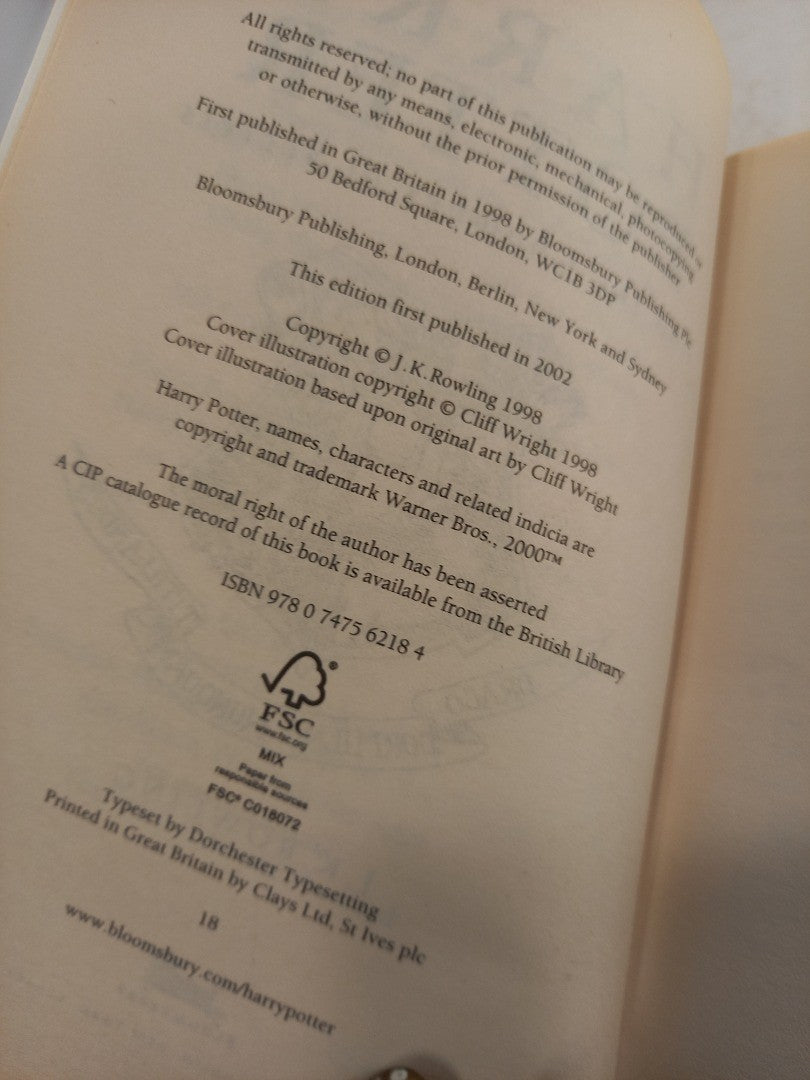 All rights reserved; no part of this publication may be reproduced or
transmitted by any means, electronic, mechanical, photocopying
or otherwise, without the prior permission of the publisher
First published in Great Britain in 1998 by Bloomsbury Publishing Plc
50 Bedford Square, London, WC1B 3DP
Bloomsbury Publishing, London, Berlin, New York and Sydney
This edition first published in 2002
Copyright © J. K. Rowling 1998
Cover illustration copyright © Cliff Wright 1998
Cover illustration based upon original art by Cliff Wright
Harry Potter, names, characters and related indicia are
copyright and trademark Warner Bros., 2000™
The moral right of the author has been asserted
A CIP catalogue record of this book is available from the British Library
ISBN 978 0 7475 6218 4
®
FSC
www.fsc.org
MIX
Paper from
responsible sources
FSC® C018072
Typeset by Dorchester Typesetting
Printed in Great Britain by Clays Ltd, St Ives plc
18
www.bloomsbury.com/harrypotter